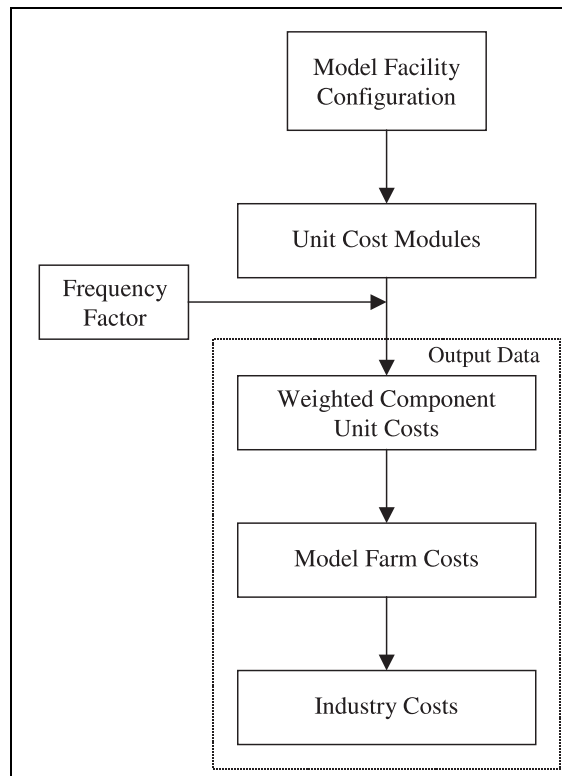 Model Facility
Configuration
Unit Cost Modules
Frequency
Factor
Output Data
Weighted Component
Unit Costs
Model Farm Costs
Industry Costs